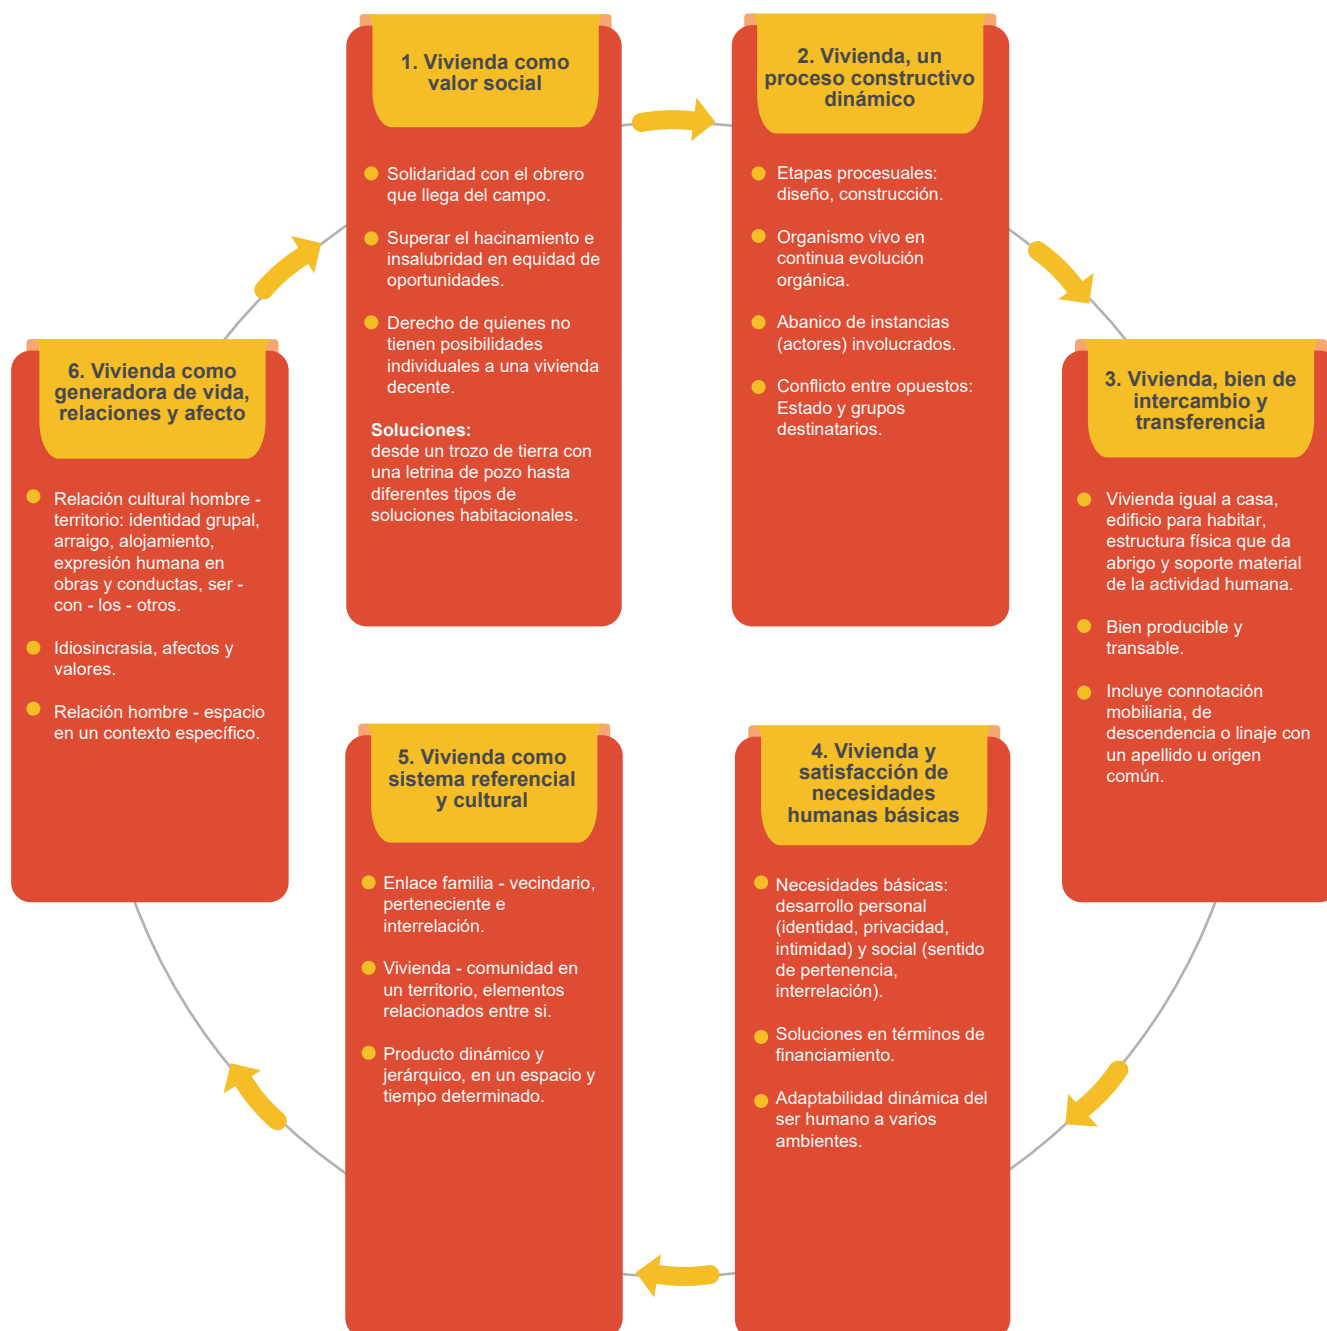 1. Vivienda como
valor social
Solidaridad con el obrero
que llega del campo.
Superar el hacinamiento e
insalubridad en equidad de
oportunidades.
Derecho de quienes no
tienen posibilidades
individuales a una vivienda
decente.
Soluciones:
desde un trozo de tierra con
una letrina de pozo hasta
diferentes tipos de
soluciones habitacionales.
2. Vivienda, un
proceso constructivo
dinámico
Etapas procesuales:
diseño, construcción.
Organismo vivo en
continua evolución
orgánica.
Abanico de instancias
(actores) involucrados.
Conflicto entre opuestos:
Estado y grupos
destinatarios.
3. Vivienda, bien de
intercambio y
transferencia
Vivienda igual a casa,
edificio para habitar,
estructura física que da
abrigo y soporte material
de la actividad humana.
Bien producible y
transable.
Incluye connotación
mobiliaria, de
descendencia o linaje con
un apellido u origen
común.
4. Vivienda y
satisfacción de
necesidades
humanas básicas
Necesidades básicas:
desarrollo personal
(identidad, privacidad,
intimidad) y social (sentido
de pertenencia,
interrelación).
Soluciones en términos de
financiamiento.
Adaptabilidad dinámica del
ser humano a varios
ambientes.
5. Vivienda como
sistema referencial
y cultural
Enlace familia - vecindario,
perteneciente e
interrelación.
Vivienda - comunidad en
un territorio, elementos
relacionados entre si.
Producto dinámico y
jerárquico, en un espacio y
tiempo determinado.
6. Vivienda como
generadora de vida,
relaciones y afecto
Relación cultural hombre -
territorio: identidad grupal,
arraigo, alojamiento,
expresión humana en
obras y conductas, ser -
con - los - otros.
Idiosincrasia, afectos y
valores.
Relación hombre - espacio
en un contexto específico.